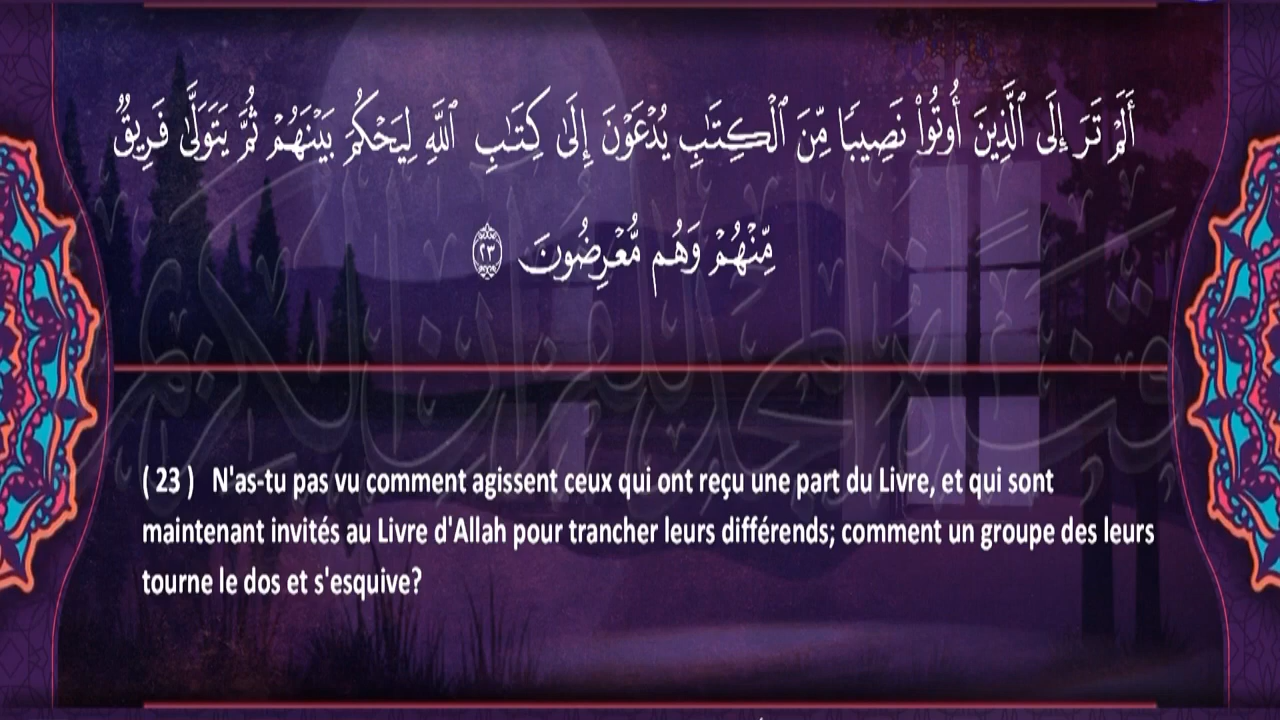 أَلَمْ تَرَ إِلَى ٱلَّذِينَ أُوتُوا۟ نَصِيبًا مِّنَ ٱلْكِتَـٰبِ يُدْعَوْنَ إِلَىٰ كِتَـٰبِ ٱللَّهِ لِيَحْكُمَ بَيْنَهُمْ ثُمَّ يَتَوَلَّىٰ فَرِيقٌ
مِّنْهُمْ وَهُم مُّعْرِضُونَ ٢٣
( 23 ) N'as-tu pas vu comment agissent ceux qui ont reçu une part du Livre, et qui sont
maintenant invités au Livre d'Allah pour trancher leurs différends; comment un groupe des leurs
tourne le dos et s'esquive?